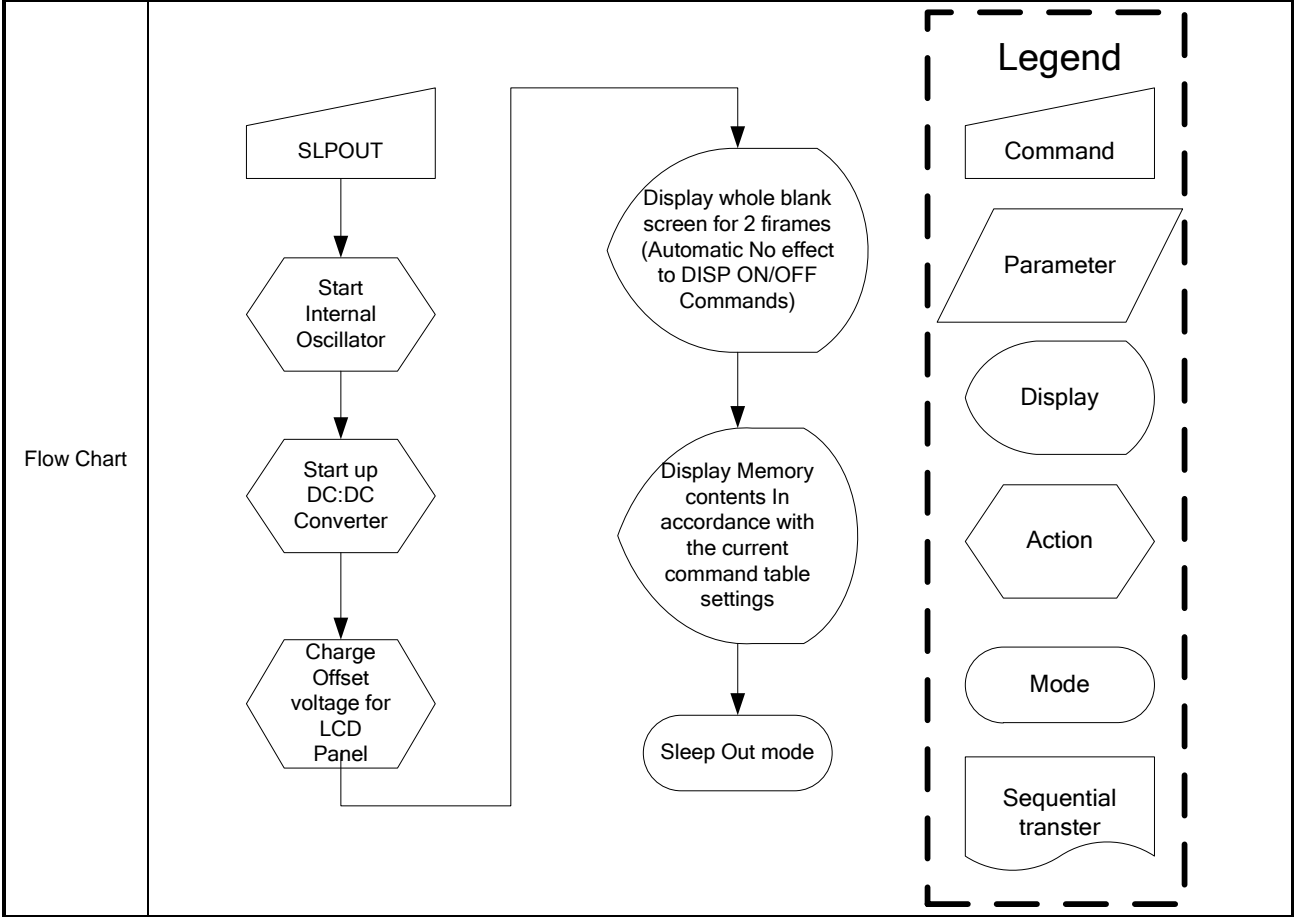 Flow Chart
SLPOUT
Start
Internal
Oscillator
Start up
DC:DC
Converter
Charge
Offset
voltage for
LCD
Panel
Display whole blank
screen for 2 firames
(Automatic No effect
to DISP ON/OFF
Commands)
Display Memory
contents In
accordance with
the current
command table
settings
Sleep Out mode
Legend
Command
Parameter
Display
Action
Mode
Sequential
transter